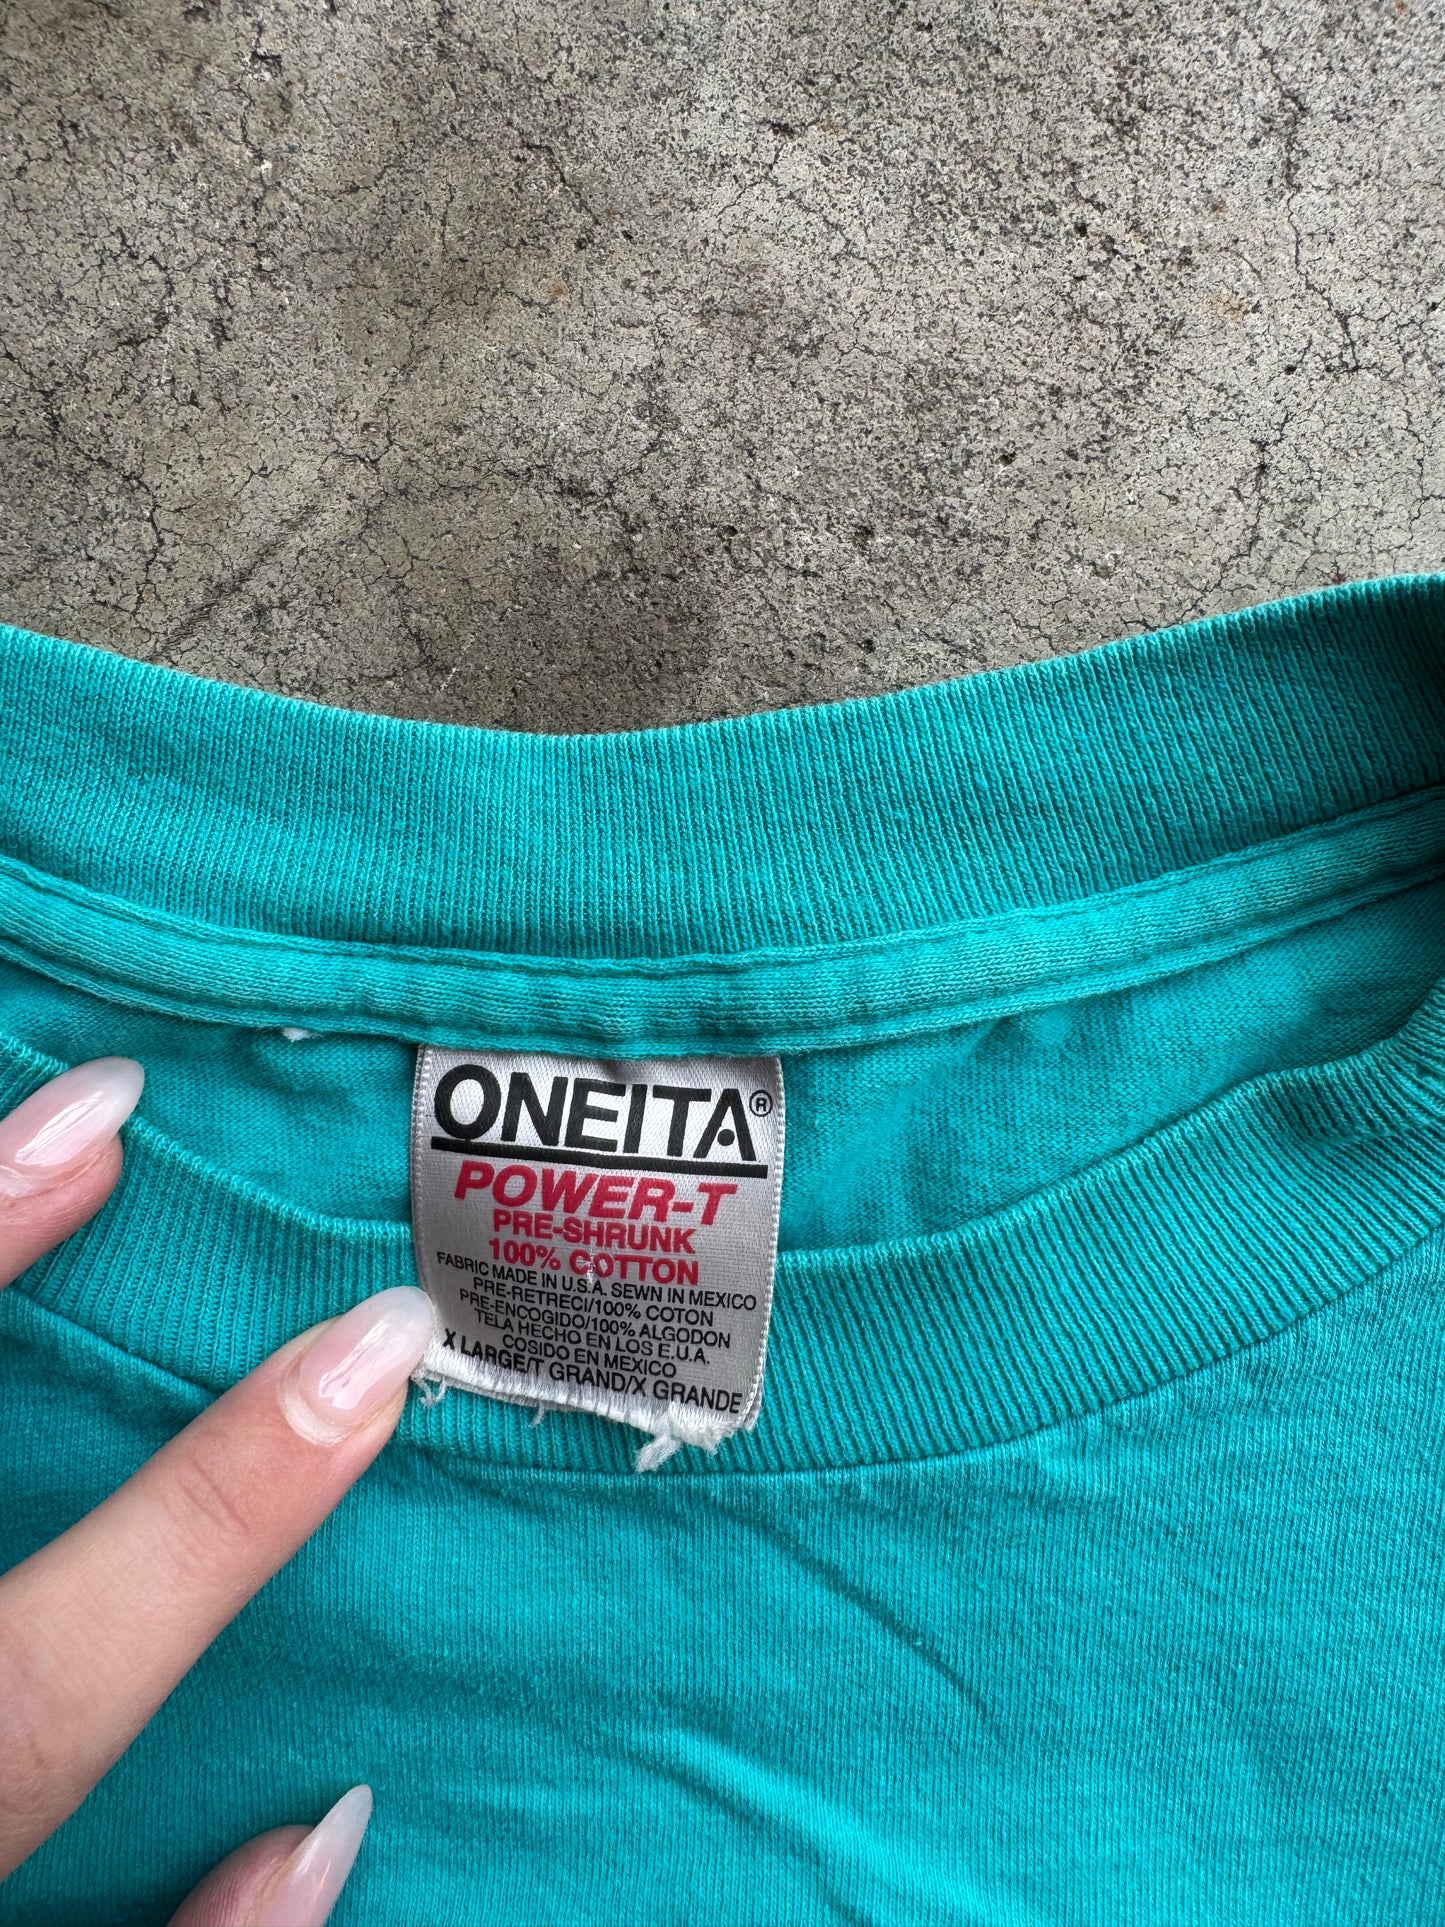 ONEITA®
POWER-T
PRE-SHRUNK
100% COTTON
FABRIC MADE IN U.S.A. SEWN IN MEXICO
PRE-RETRECI/100% COTON
PRE-ENCOGIDO/100% ALGODON
TELA HECHO EN LOS E.U.A.
COSIDO EN MEXICO
X LARGE/T GRAND/X GRANDE